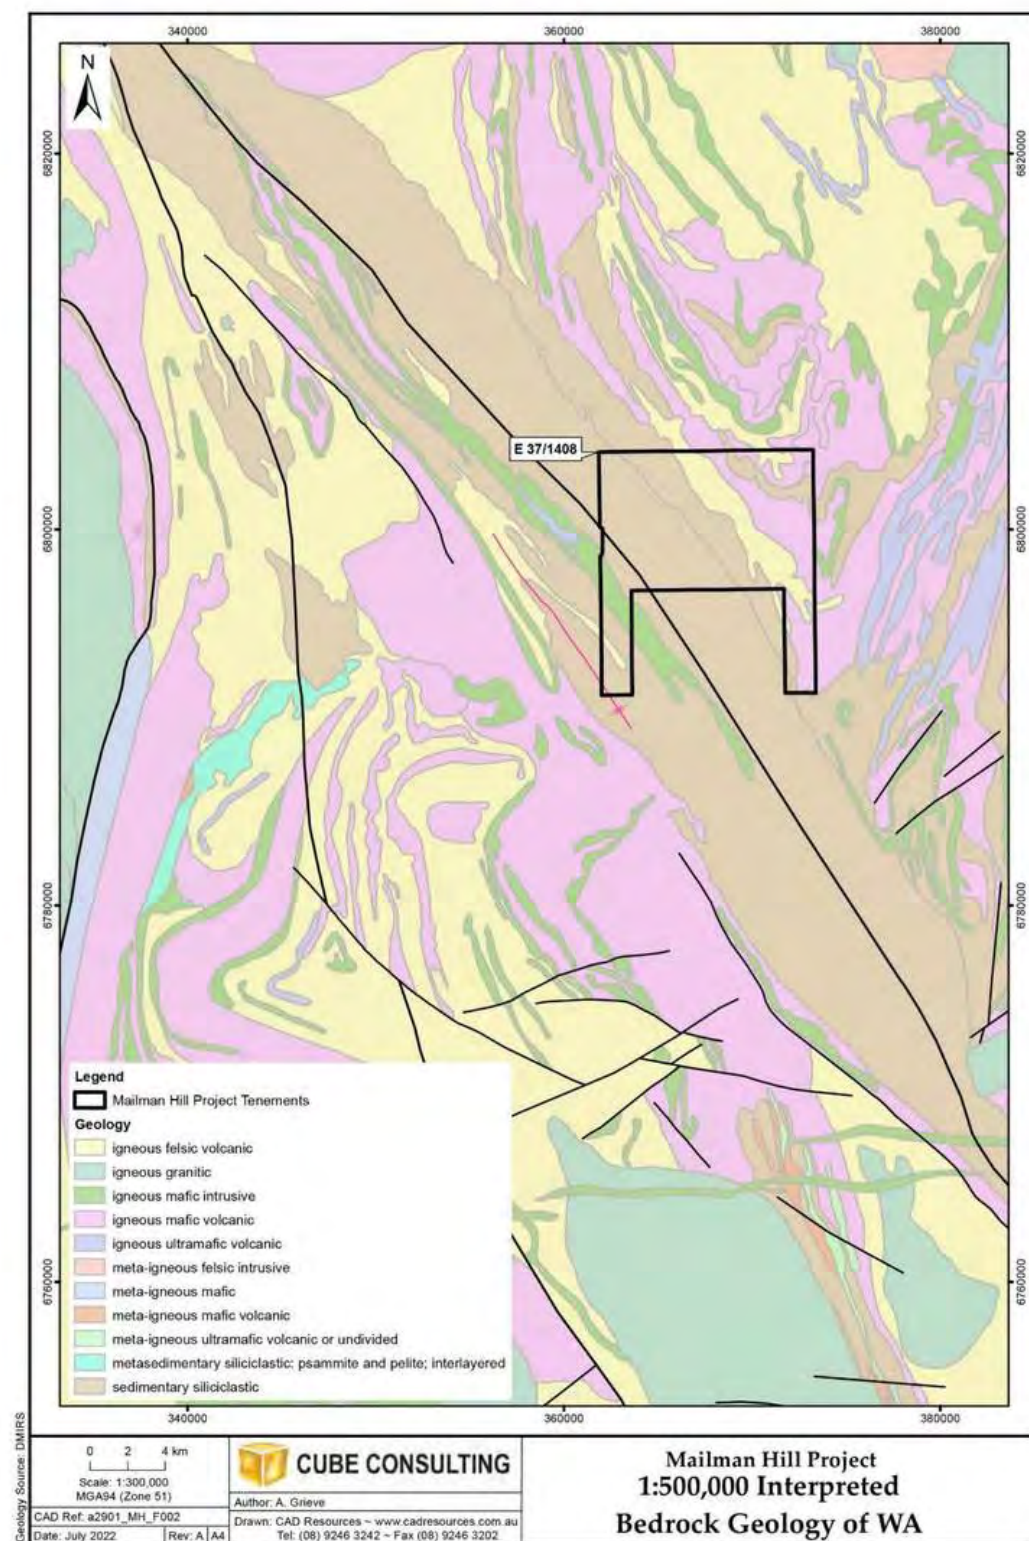 340000
360000
380000
N
6820000
6820000
E 37/1408
6800000
6800000
6780000
6780000
Legend
Mailman Hill Project Tenements
Geology
igneous felsic volcanic
igneous granitic
igneous mafic intrusive
igneous mafic volcanic
igneous ultramafic volcanic
meta-igneous felsic intrusive
meta-igneous mafic
meta-igneous mafic volcanic
meta-igneous ultramafic volcanic or undivided
metasedimentary siliciclastic: psammite and pelite; interlayered
sedimentary siliciclastic
6760000
6760000
340000
360000
380000
Geology Source: DMIRS
0 2 4 km
Scale: 1:300,000
MGA94 (Zone 51)
CAD Ref: a2901_MH_F002
Date: July 2022
Rev: A
A4
CUBE CONSULTING
Author: A. Grieve
Drawn: CAD Resources ~ www.cadresources.com.au
Tel: (08) 9246 3242 ~ Fax (08) 9246 3202
Mailman Hill Project
1:500,000 Interpreted
Bedrock Geology of WA